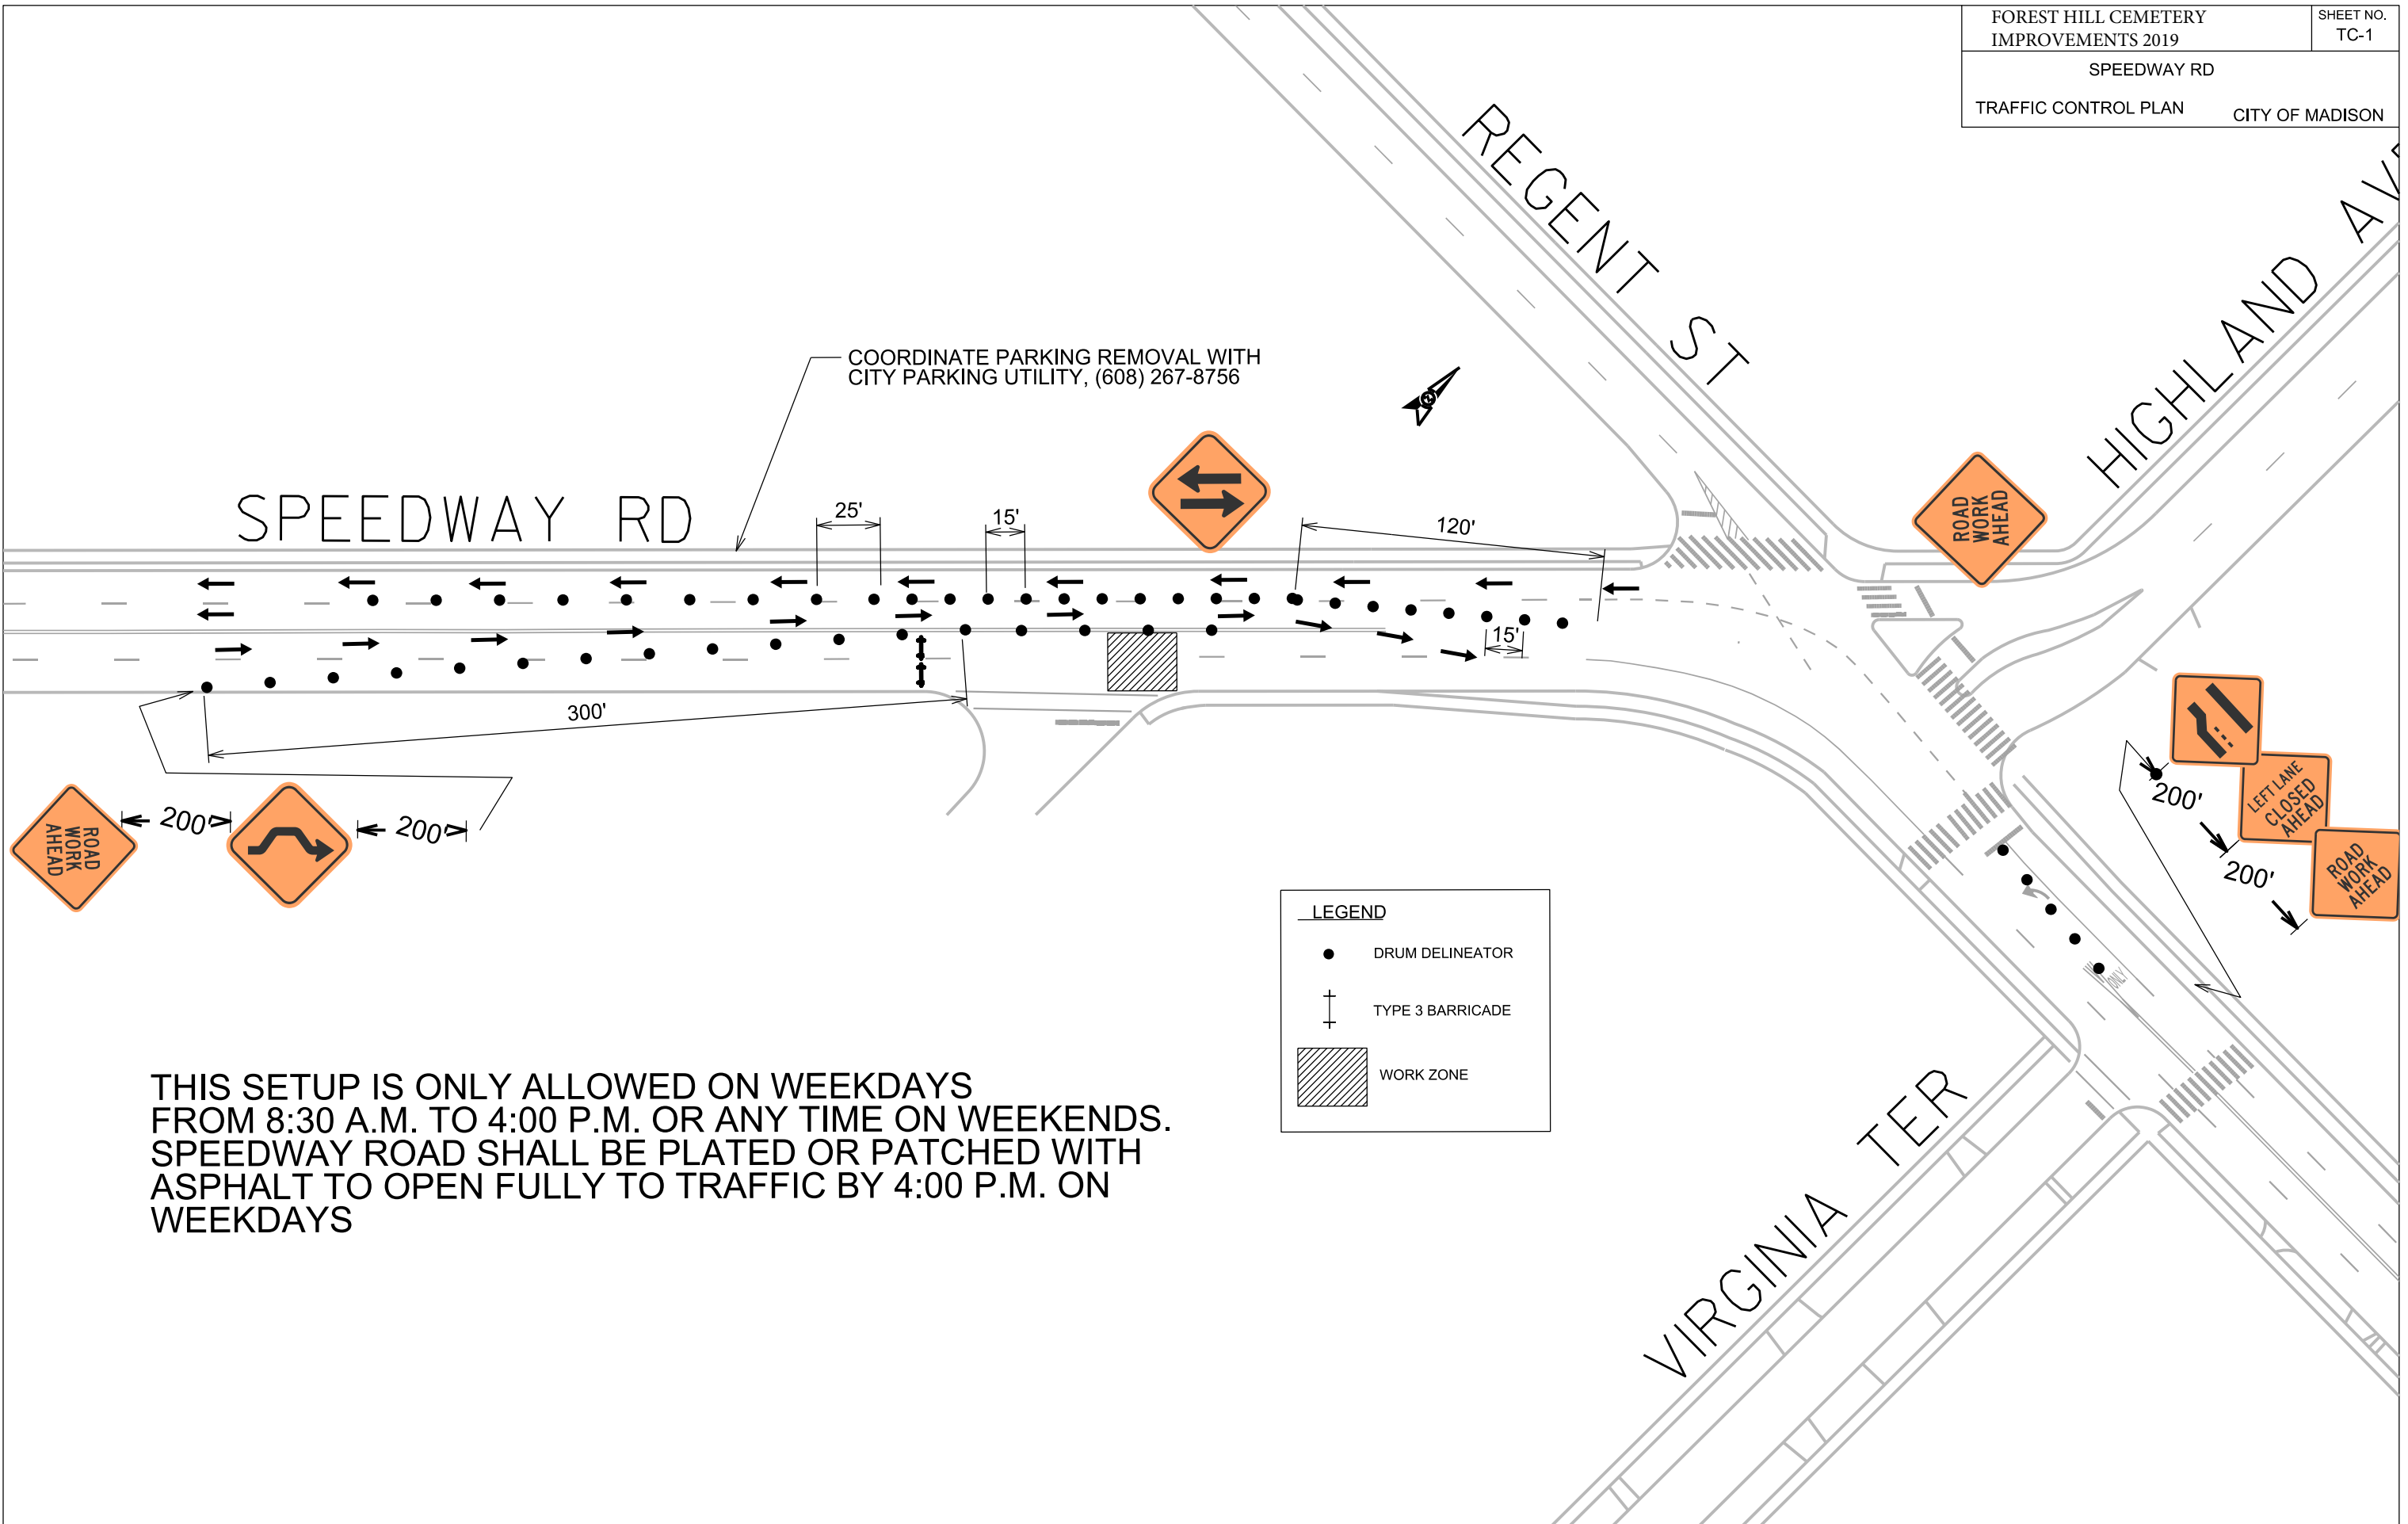 FOREST HILL CEMETERY
IMPROVEMENTS 2019
SHEET NO.
TC-1
SPEEDWAY RD
TRAFFIC CONTROL PLAN
CITY OF MADISON
REGENT ST
HIGHLAND AVE
COORDINATE PARKING REMOVAL WITH
CITY PARKING UTILITY, (608) 267-8756
SPEEDWAY RD
25'
15'
120'
15'
300'
ROAD
WORK
AHEAD
ROAD
WORK
AHEAD
200'
200'
LEFT LANE
CLOSED
AHEAD
ROAD
WORK
AHEAD
200'
200'
ONLY
LEGEND
DRUM DELINEATOR
TYPE 3 BARRICADE
WORK ZONE
THIS SETUP IS ONLY ALLOWED ON WEEKDAYS
FROM 8:30 A.M. TO 4:00 P.M. OR ANY TIME ON WEEKENDS.
SPEEDWAY ROAD SHALL BE PLATED OR PATCHED WITH
ASPHALT TO OPEN FULLY TO TRAFFIC BY 4:00 P.M. ON
WEEKDAYS
VIRGINIA TER